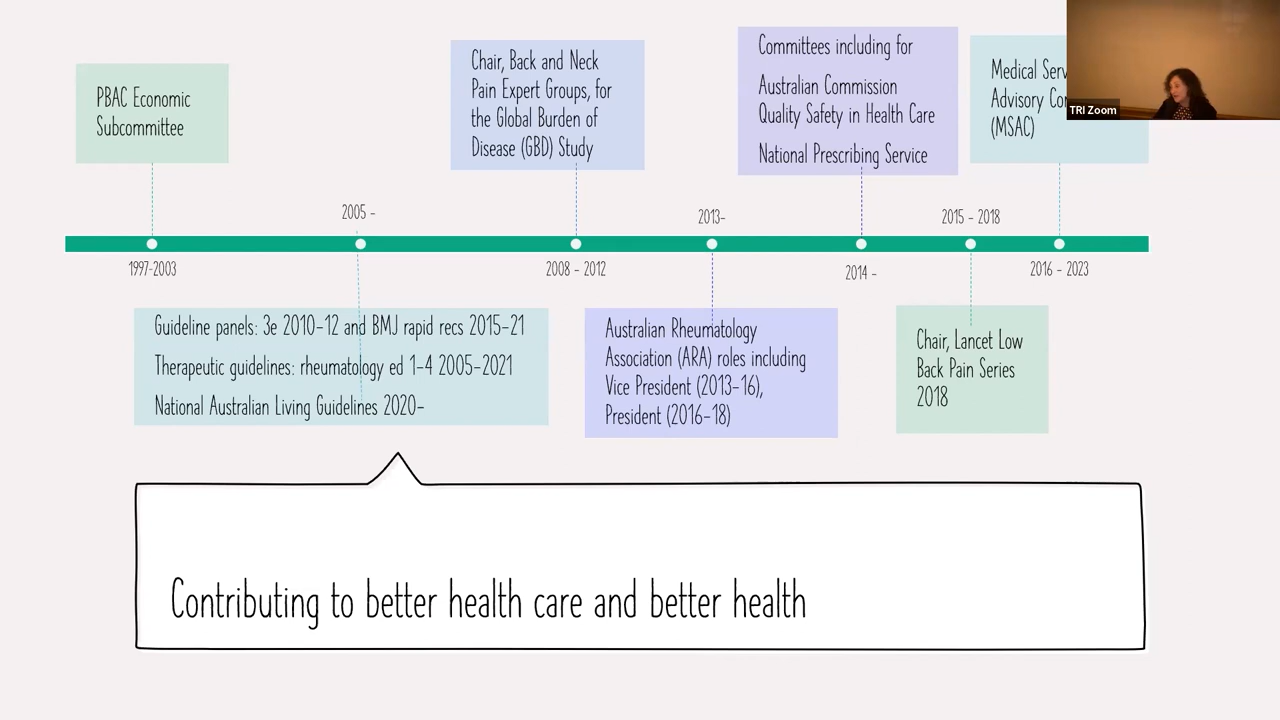 PBAC Economic
Subcommittee
Chair, Back and Neck
Pain Expert Groups, for
the Global Burden of
Disease (GBD) Study
Committees including for
Australian Commission
Quality Safety in Health Care
National Prescribing Service
Medical Serv
Advisory Co
(MSAC)
TRI Zoom
2005 -
2013-
2015 - 2018
1997-2003
2008 - 2012
2014 -
2016 - 2023
Guideline panels: 3e 2010-12 and BMJ rapid recs 2015-21
Therapeutic guidelines: rheumatology ed 1-4 2005-2021
National Australian Living Guidelines 2020-
Australian Rheumatology
Association (ARA) roles including
Vice President (2013-16),
President (2016-18)
Chair, Lancet Low
Back Pain Series
2018
Contributing to better health care and better health